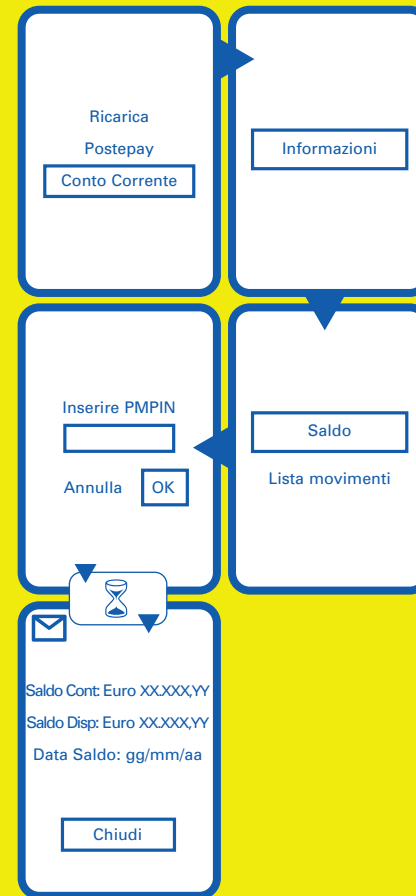 Ricarica
Postepay
Conto Corrente
Informazioni
Saldo
Lista movimenti
Inserire PMPIN
Annulla OK
Saldo Cont: Euro XX.XXX,YY
Saldo Disp: Euro XX.XXX,YY
Data Saldo: gg/mm/aa
Chiudi